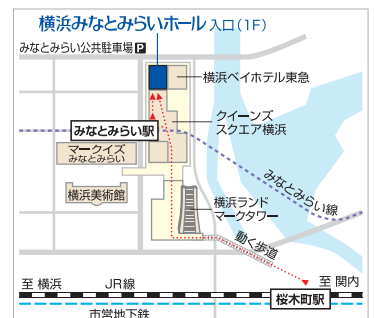 横浜みなとみらいホール 入口(1F)
みなとみらい公共駐車場 P
横浜ベイホテル東急
クイーンズ
スクエア横浜
みなとみらい駅
マークイズ
みなとみらい
みなとみらい線
横浜美術館
横浜ランド
マークタワー
動く歩道
至 横浜
JR線
至 関内
桜木町駅
市営地下鉄